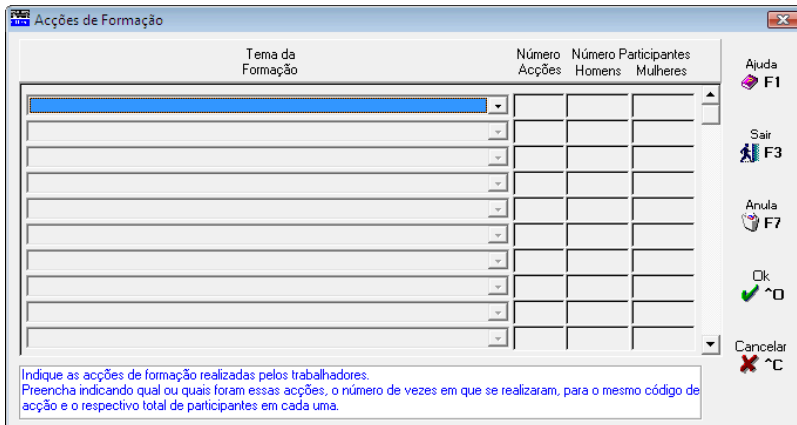 Acções de Formação
Tema da
Formação
Número
Acções
Número Participantes
Homens Mulheres
Ajuda
F1
Sair
F3
Anula
F7
Ok
^O
Cancelar
^C
Indique as acções de formação realizadas pelos trabalhadores.
Preencha indicando qual ou quais foram essas acções, o número de vezes em que se realizaram, para o mesmo código de
acção e o respectivo total de participantes em cada uma.